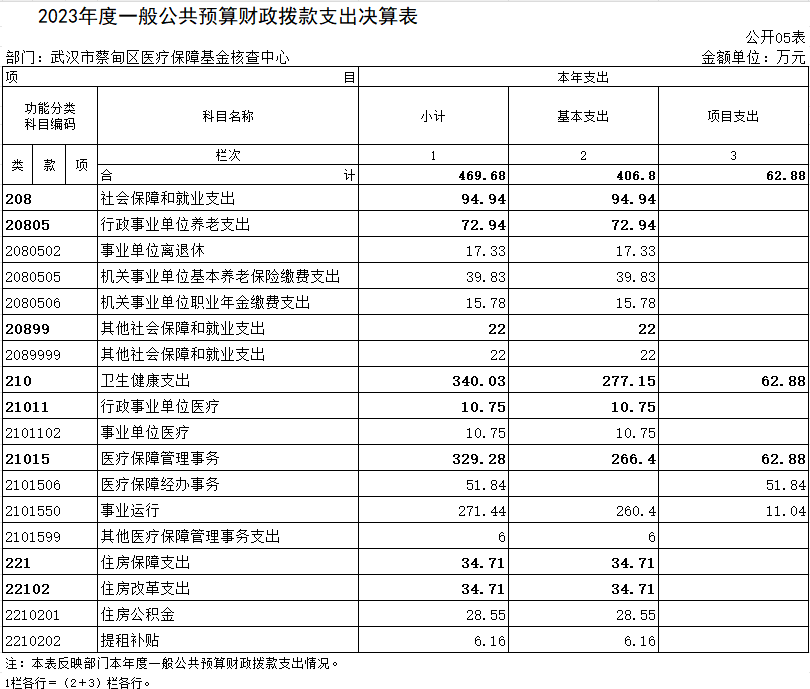 2023年度一般公共预算财政拨款支出决算表
公开05表
部门：武汉市蔡甸区医疗保障基金核查中心 金额单位：万元
项 目 本年支出
功能分类科目编码 科目名称 小计 基本支出 项目支出
类 款 项 栏次 1 2 3
合 计 469.68 406.8 62.88
208 社会保障和就业支出 94.94 94.94
20805 行政事业单位养老支出 72.94 72.94
2080502 事业单位离退休 17.33 17.33
2080505 机关事业单位基本养老保险缴费支出 39.83 39.83
2080506 机关事业单位职业年金缴费支出 15.78 15.78
20899 其他社会保障和就业支出 22 22
2089999 其他社会保障和就业支出 22 22
210 卫生健康支出 340.03 277.15 62.88
21011 行政事业单位医疗 10.75 10.75
2101102 事业单位医疗 10.75 10.75
21015 医疗保障管理事务 329.28 266.4 62.88
2101506 医疗保障经办事务 51.84 51.84
2101550 事业运行 271.44 260.4 11.04
2101599 其他医疗保障管理事务支出 6 6
221 住房保障支出 34.71 34.71
22102 住房改革支出 34.71 34.71
2210201 住房公积金 28.55 28.55
2210202 提租补贴 6.16 6.16
注：本表反映部门本年度一般公共预算财政拨款支出情况。
1栏各行＝（2＋3）栏各行。